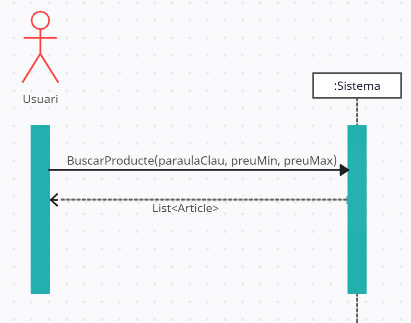 Usuari
:Sistema
BuscarProducte(paraulaClau, preuMin, preuMax)
List<Article>